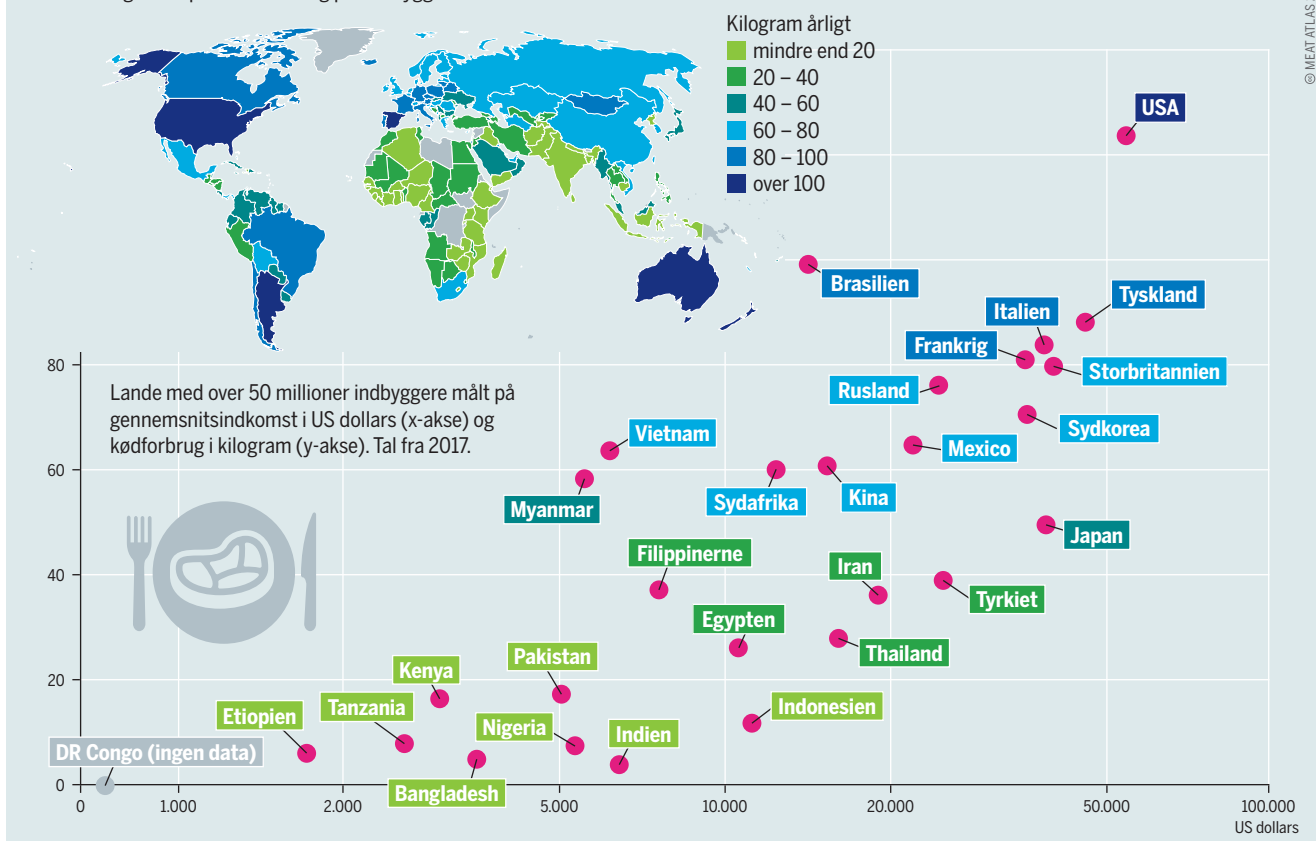 Kilogram årligt
mindre end 20
20 – 40
40 – 60
60 – 80
80 – 100
over 100
© MEAT ATLAS
USA
Brasilien
Tyskland
Italien
Frankrig
Storbritannien
Rusland
Sydkorea
Vietnam
Mexico
Myanmar
Sydafrika
Kina
Japan
Filippinerne
Iran
Tyrkiet
Egypten
Thailand
Pakistan
Kenya
Indonesien
Tanzania
Etiopien
Nigeria
Indien
DR Congo (ingen data)
Bangladesh
Lande med over 50 millioner indbyggere målt på
gennemsnitsindkomst i US dollars (x-akse) og
kødforbrug i kilogram (y-akse). Tal fra 2017.
80
60
40
20
0
0
1.000
2.000
5.000
10.000
20.000
50.000
100.000
US dollars